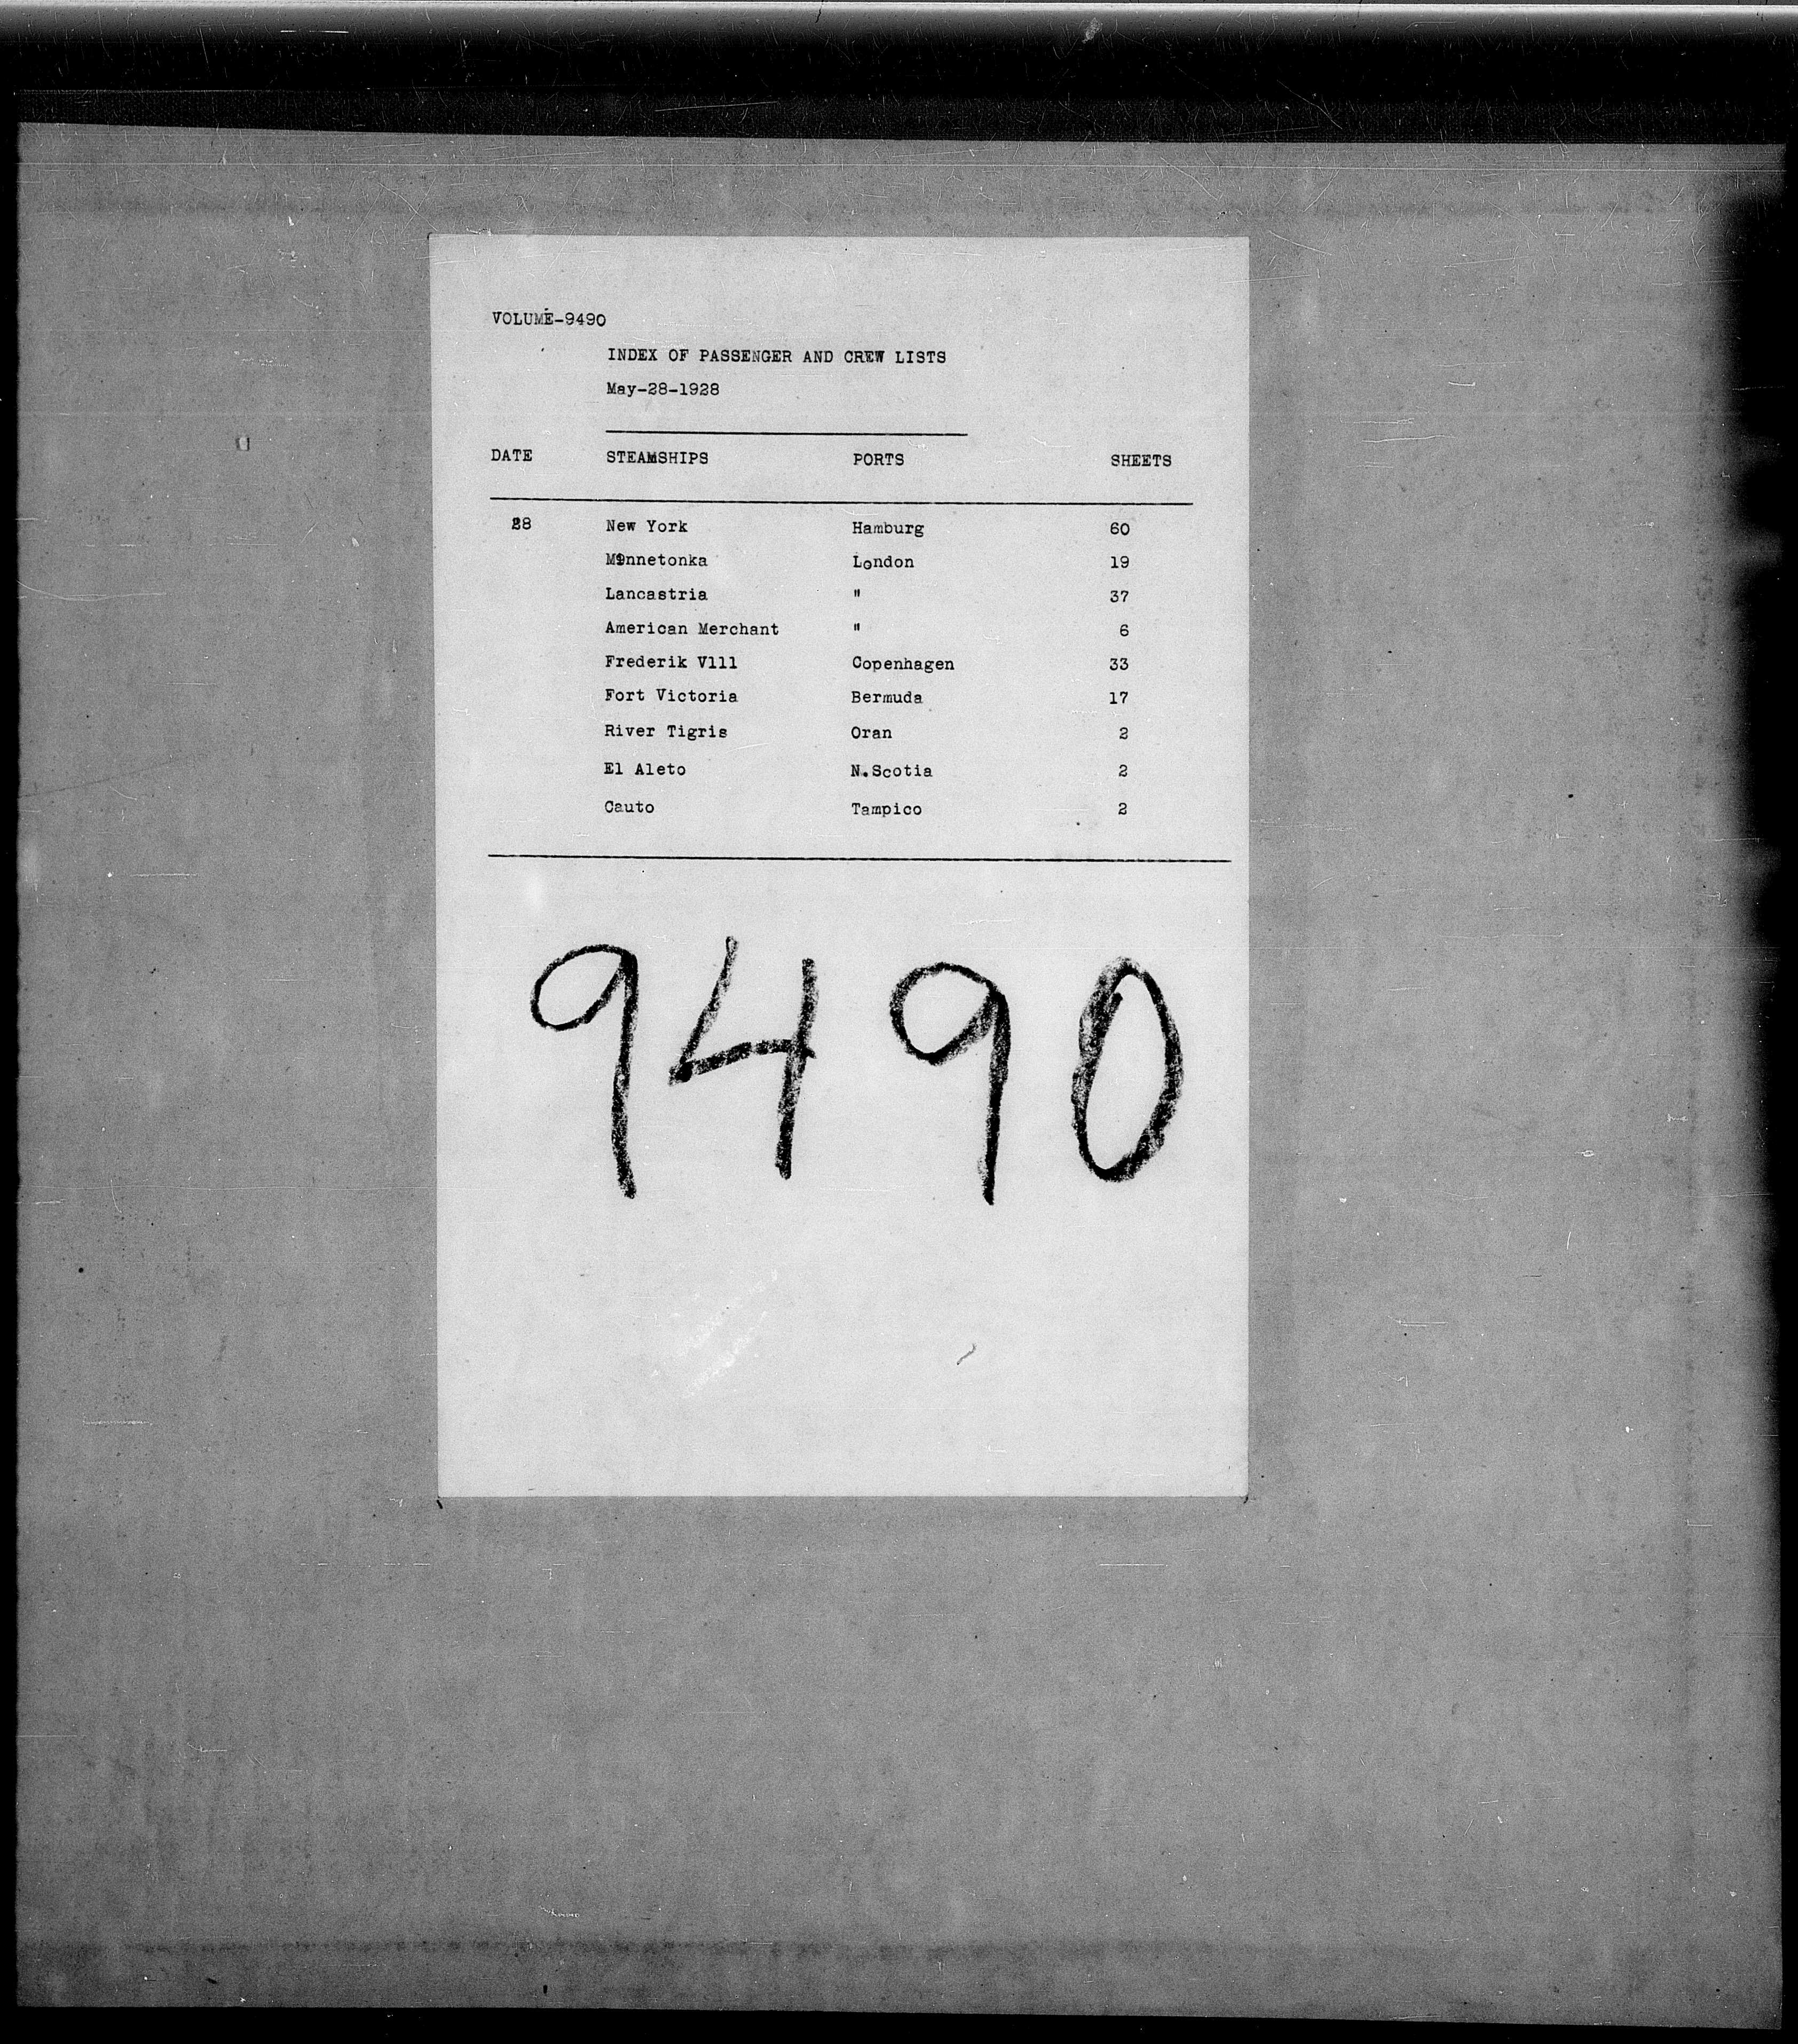 VOLUME-9490
INDEX OF PASSENGER AND CREW LISTS
May-28-1928
DATE STEAMSHIPS PORTS SHEETS
28 New York Hamburg 60
Minnetonka London 19
Lancastria " 37
American Merchant " 6
Frederik V111 Copenhagen 33
Fort Victoria Bermuda 17
River Tigris Oran 2
El Aleto N.Scotia 2
Cauto Tampico 2
9490